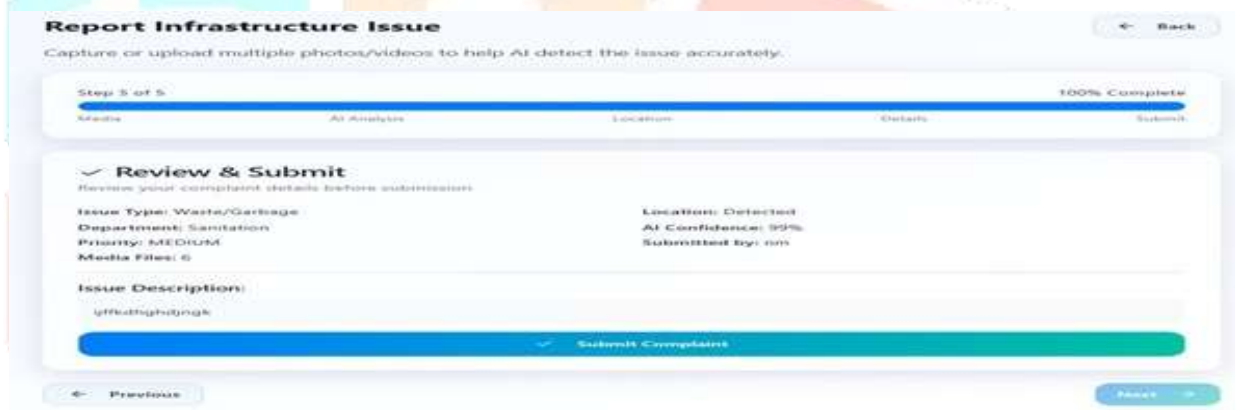 Report Infrastructure Issue
← Back
Capture or upload multiple photos/videos to help AI detect the issue accurately.
Step 5 of 5
100% Complete
Media
AI Analysis
Location
Details
Submit
✓ Review & Submit
Review your complaint details before submission
Issue Type: Waste/Garbage
Location: Detected
Department: Sanitation
AI Confidence: 99%
Priority: MEDIUM
Submitted by: nm
Media Files: 6
Issue Description:
✓ Submit Complaint
← Previous
Next →